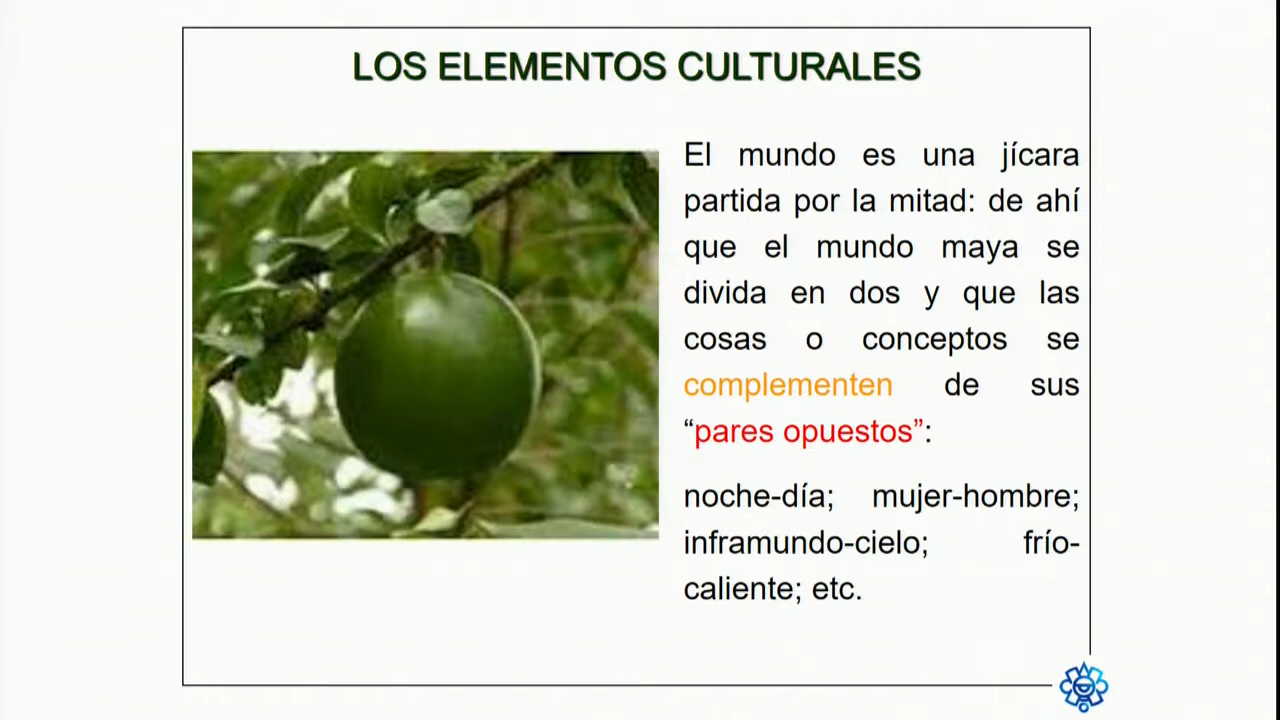 LOS ELEMENTOS CULTURALES
El mundo es una jícara
partida por la mitad: de ahí
que el mundo maya se
divida en dos y que las
cosas o conceptos se
complementen de sus
“pares opuestos”:
noche-día; mujer-hombre;
inframundo-cielo; frío-
caliente; etc.